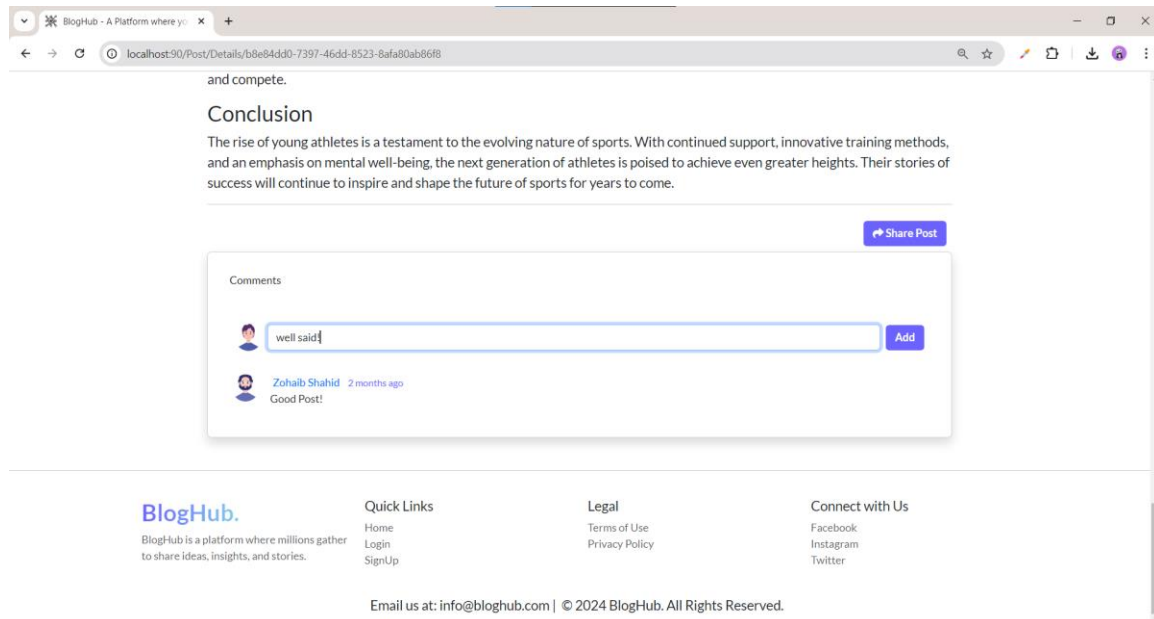 BlogHub - A Platform where yo
localhost:90/Post/Details/b8e84dd0-7397-46dd-8523-8afa80ab86f8
and compete.
Conclusion
The rise of young athletes is a testament to the evolving nature of sports. With continued support, innovative training methods,
and an emphasis on mental well-being, the next generation of athletes is poised to achieve even greater heights. Their stories of
success will continue to inspire and shape the future of sports for years to come.
Share Post
Comments
well said!
Add
Zohaib Shahid 2 months ago
Good Post!
BlogHub.
BlogHub is a platform where millions gather
to share ideas, insights, and stories.
Quick Links
Home
Login
SignUp
Legal
Terms of Use
Privacy Policy
Connect with Us
Facebook
Instagram
Twitter
Email us at: info@bloghub.com | © 2024 BlogHub. All Rights Reserved.